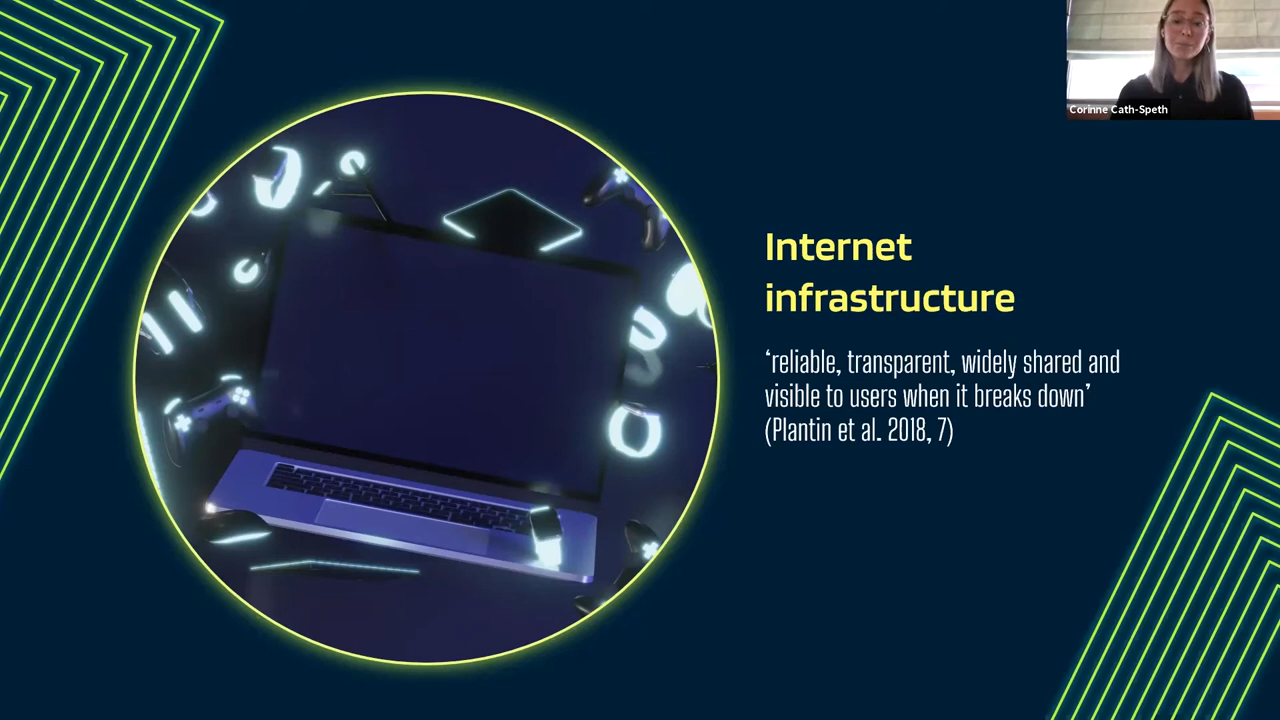 Corinne Cath-Speth
Internet
infrastructure
‘reliable, transparent, widely shared and
visible to users when it breaks down’
(Plantin et al. 2018, 7)